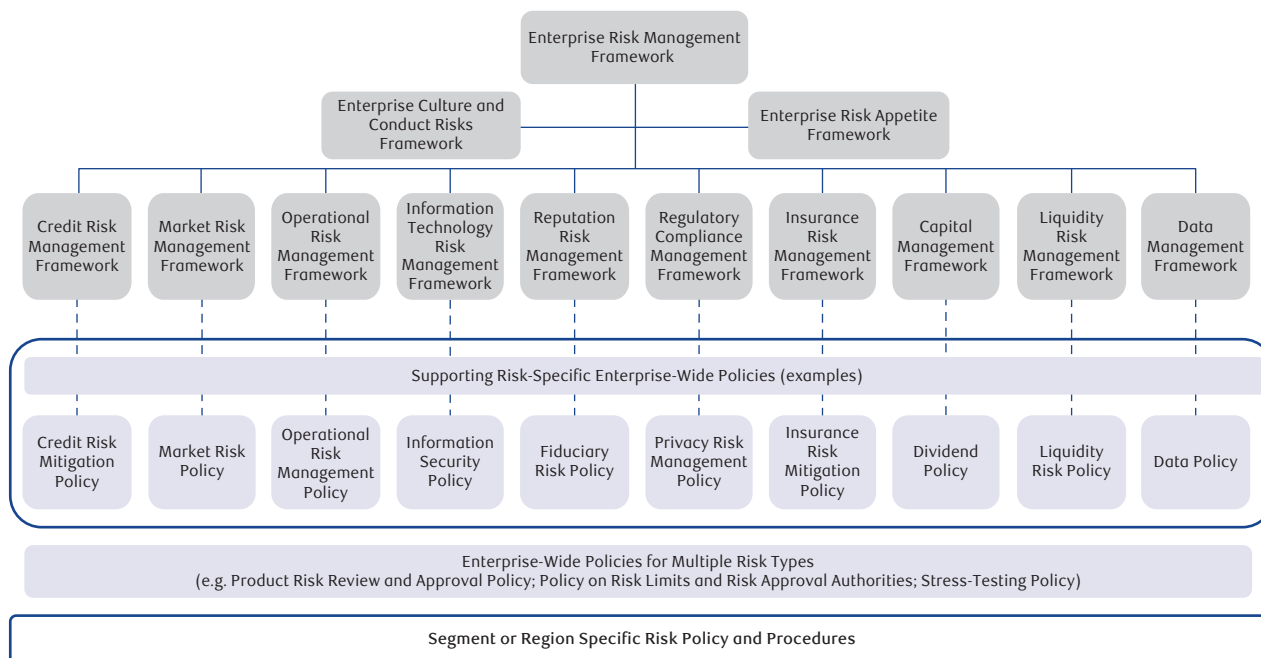 Enterprise Risk Management
Framework
Enterprise Culture and
Conduct Risks
Framework
Enterprise Risk Appetite
Framework
Credit Risk
Management
Framework
Market Risk
Management
Framework
Operational
Risk
Management
Framework
Information
Technology
Risk
Management
Framework
Reputation
Risk
Management
Framework
Regulatory
Compliance
Management
Framework
Insurance
Risk
Management
Framework
Capital
Management
Framework
Liquidity
Risk
Management
Framework
Data
Management
Framework
Supporting Risk-Specific Enterprise-Wide Policies (examples)
Credit Risk
Mitigation
Policy
Market Risk
Policy
Operational
Risk
Management
Policy
Information
Security
Policy
Fiduciary
Risk Policy
Privacy Risk
Management
Policy
Insurance
Risk
Mitigation
Policy
Dividend
Policy
Liquidity
Risk Policy
Data Policy
Enterprise-Wide Policies for Multiple Risk Types
(e.g. Product Risk Review and Approval Policy; Policy on Risk Limits and Risk Approval Authorities; Stress-Testing Policy)
Segment or Region Specific Risk Policy and Procedures